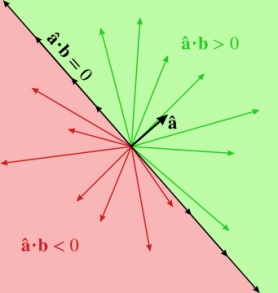 â·b > 0
â·b = 0
â
â·b < 0